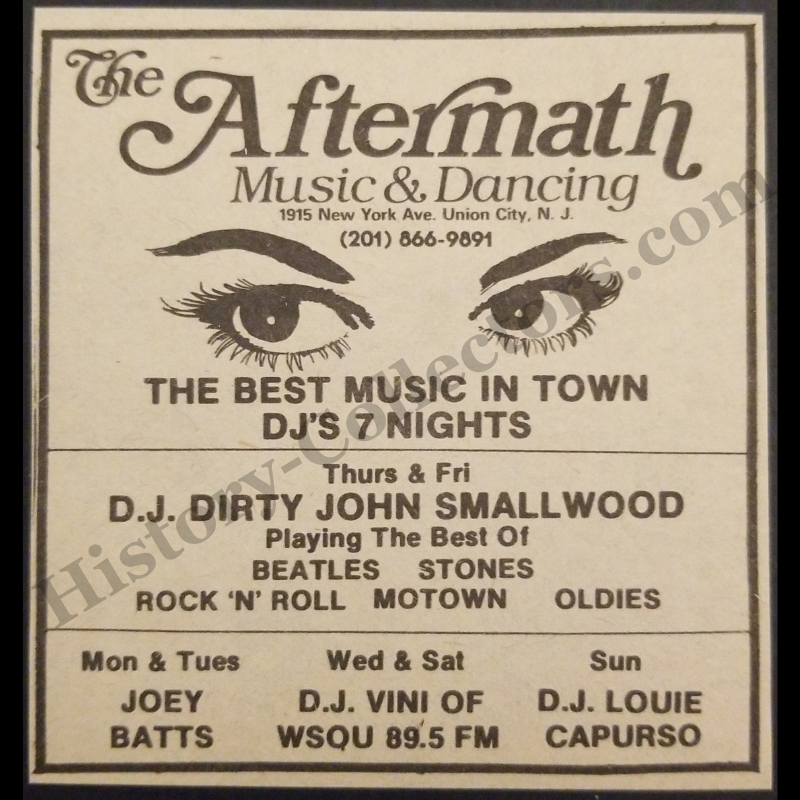 The
Aftermath
Music & Dancing
1915 New York Ave. Union City, N. J.
(201) 866-9891
THE BEST MUSIC IN TOWN
DJ'S 7 NIGHTS
Thurs & Fri
D.J. DIRTY JOHN SMALLWOOD
Playing The Best Of
BEATLES STONES
ROCK 'N' ROLL MOTOWN OLDIES
Mon & Tues Wed & Sat Sun
JOEY D.J. VINI OF D.J. LOUIE
BATTS WSQU 89.5 FM CAPURSO
History-Collectors.com